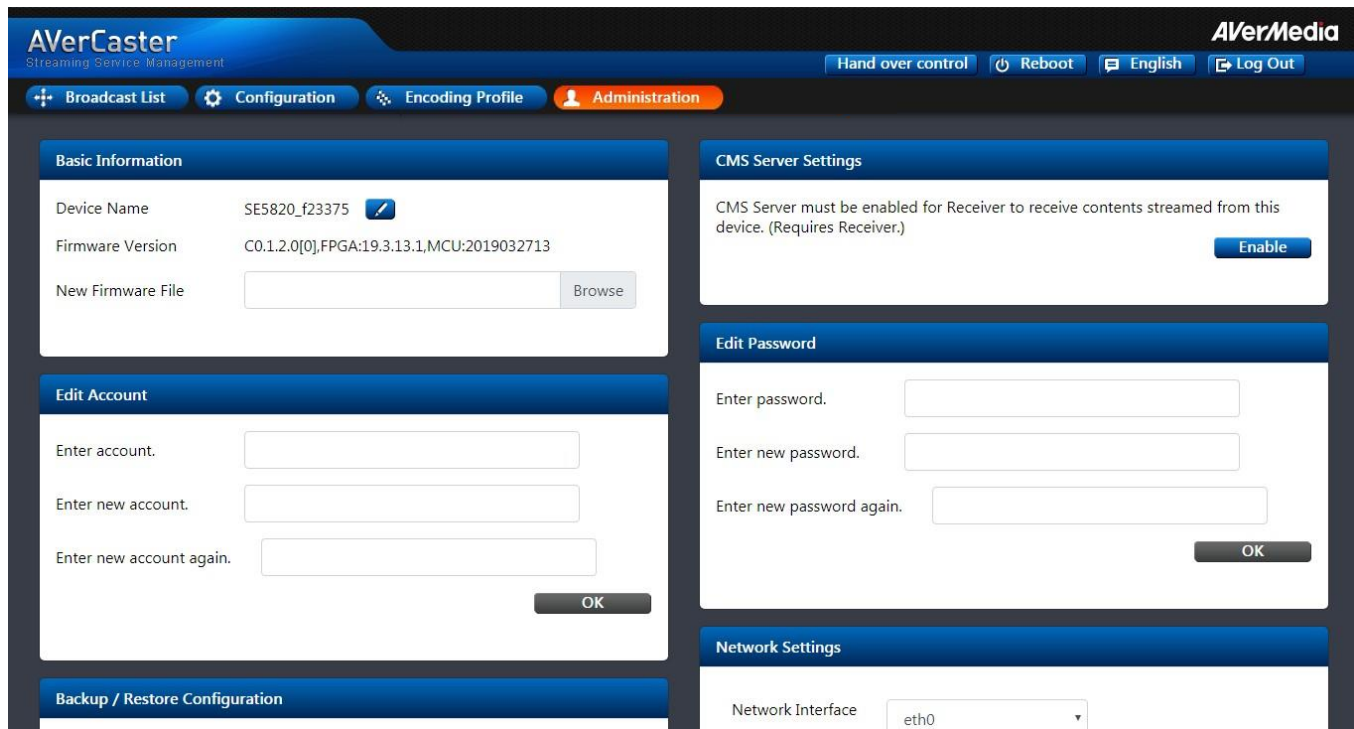 AVerCaster
Streaming Service Management
AVerMedia
Hand over control
Reboot
English
Log Out
Broadcast List
Configuration
Encoding Profile
Administration
Basic Information
Device Name
SE5820_f23375
Firmware Version
C0.1.2.0[0],FPGA:19.3.13.1,MCU:2019032713
New Firmware File
Browse
Edit Account
Enter account.
Enter new account.
Enter new account again.
OK
Backup / Restore Configuration
CMS Server Settings
CMS Server must be enabled for Receiver to receive contents streamed from this
device. (Requires Receiver.)
Enable
Edit Password
Enter password.
Enter new password.
Enter new password again.
OK
Network Settings
Network Interface
eth0